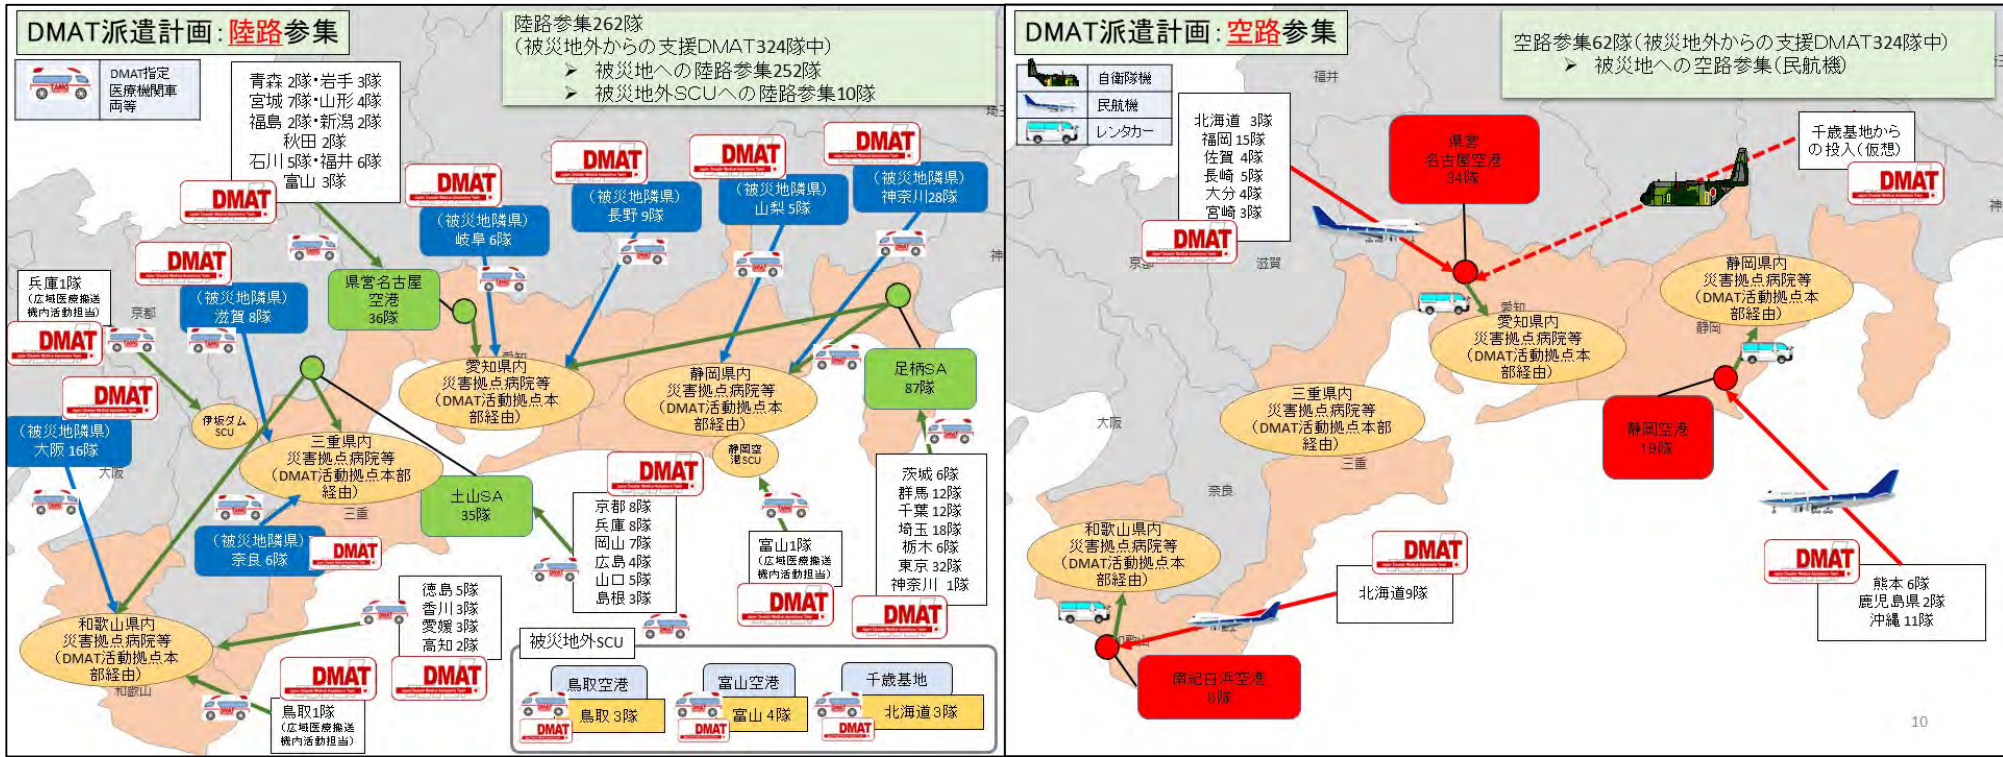 DMAT派遣計画：陸路参集
DMAT指定
医療機関車
両等
陸路参集262隊
（被災地外からの支援DMAT324隊中）
➢ 被災地への陸路参集252隊
➢ 被災地外SCUへの陸路参集10隊
青森 2隊・岩手 3隊
宮城 7隊・山形 4隊
福島 2隊・新潟 2隊
秋田 2隊
石川 5隊・福井 6隊
富山 3隊
DMAT
（被災地隣県）
岐阜 6隊
DMAT
（被災地隣県）
長野 9隊
DMAT
（被災地隣県）
山梨 5隊
DMAT
（被災地隣県）
神奈川28隊
DMAT
DMAT
（被災地隣県）
滋賀 8隊
DMAT
兵庫1隊
（広域医療搬送
機内活動担当）
DMAT
京都
伊坂ダム
SCU
県営名古屋
空港
36隊
DMAT
（被災地隣県）
大阪 16隊
大阪
愛知
愛知県内
災害拠点病院等
（DMAT活動拠点本
部経由）
静岡県内
災害拠点病院等
（DMAT活動拠点本
部経由）
静岡空
港SCU
足柄SA
87隊
埼玉
神
三重県内
災害拠点病院等
（DMAT活動拠点本部
経由）
三重
（被災地隣県）
奈良 6隊
DMAT
土山SA
35隊
DMAT
京都 8隊
兵庫 8隊
岡山 7隊
広島 4隊
山口 5隊
島根 3隊
富山1隊
（広域医療搬送
機内活動担当）
DMAT
茨城 6隊
群馬 12隊
千葉 12隊
埼玉 18隊
栃木 6隊
東京 32隊
神奈川 1隊
DMAT
徳島 5隊
香川 3隊
愛媛 3隊
高知 2隊
DMAT
和歌山県内
災害拠点病院等
（DMAT活動拠点本
部経由）
和歌山
鳥取1隊
（広域医療搬送
機内活動担当）
DMAT
被災地外SCU
鳥取空港
鳥取 3隊
DMAT
富山空港
富山 4隊
DMAT
千歳基地
北海道 3隊
DMAT
DMAT派遣計画：空路参集
自衛隊機
民航機
レンタカー
空路参集62隊（被災地外からの支援DMAT324隊中）
➢ 被災地への空路参集（民航機）
福井
北海道 3隊
福岡 15隊
佐賀 4隊
長崎 5隊
大分 4隊
宮崎 3隊
DMAT
県営
名古屋空港
34隊
千歳基地から
の投入（仮想）
DMAT
神
京都
滋賀
愛知
愛知県内
災害拠点病院等
（DMAT活動拠点本
部経由）
静岡県内
災害拠点病院等
（DMAT活動拠点本
部経由）
静岡
三重県内
災害拠点病院等
（DMAT活動拠点本部
経由）
三重
大阪
奈良
静岡空港
19隊
和歌山県内
災害拠点病院等
（DMAT活動拠点本
部経由）
和歌山
DMAT
北海道9隊
南紀白浜空港
9隊
DMAT
熊本 6隊
鹿児島県 2隊
沖縄 11隊
10